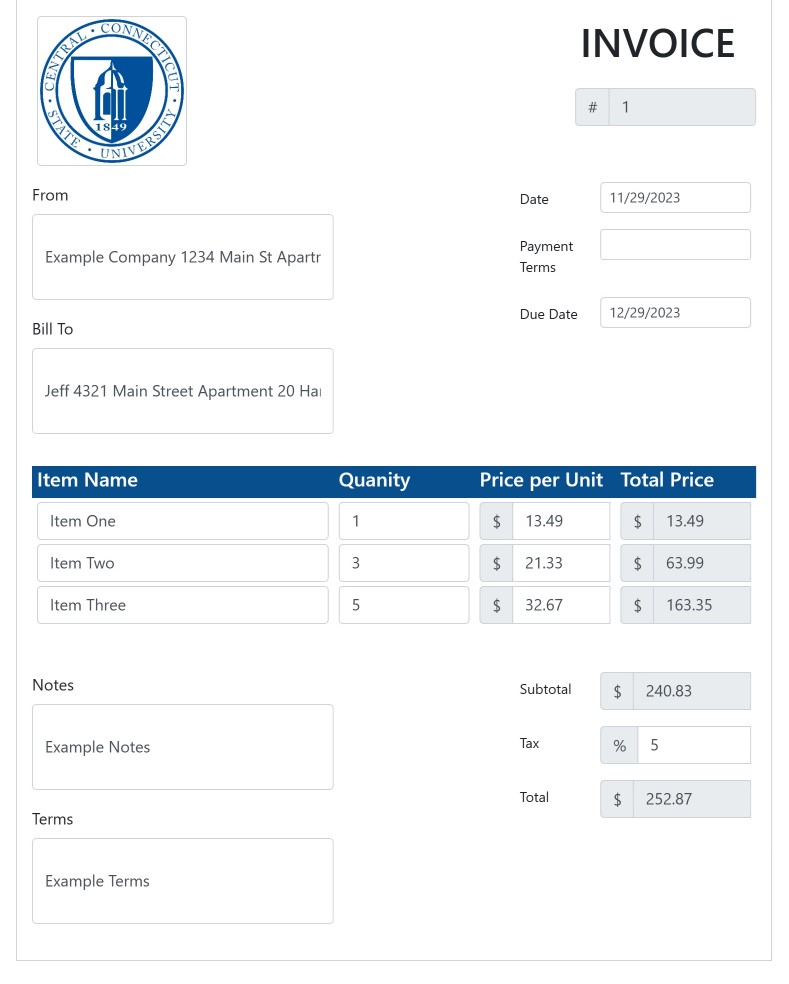 CENTRAL • CONNECTICUT • STATE • UNIVERSITY •
1849
INVOICE
# 1
From
Example Company 1234 Main St Apartr
Date 11/29/2023
Payment Terms
Due Date 12/29/2023
Bill To
Jeff 4321 Main Street Apartment 20 Ha
Item Name Quanity Price per Unit Total Price
Item One 1 $ 13.49 $ 13.49
Item Two 3 $ 21.33 $ 63.99
Item Three 5 $ 32.67 $ 163.35
Notes
Example Notes
Subtotal $ 240.83
Tax % 5
Total $ 252.87
Terms
Example Terms